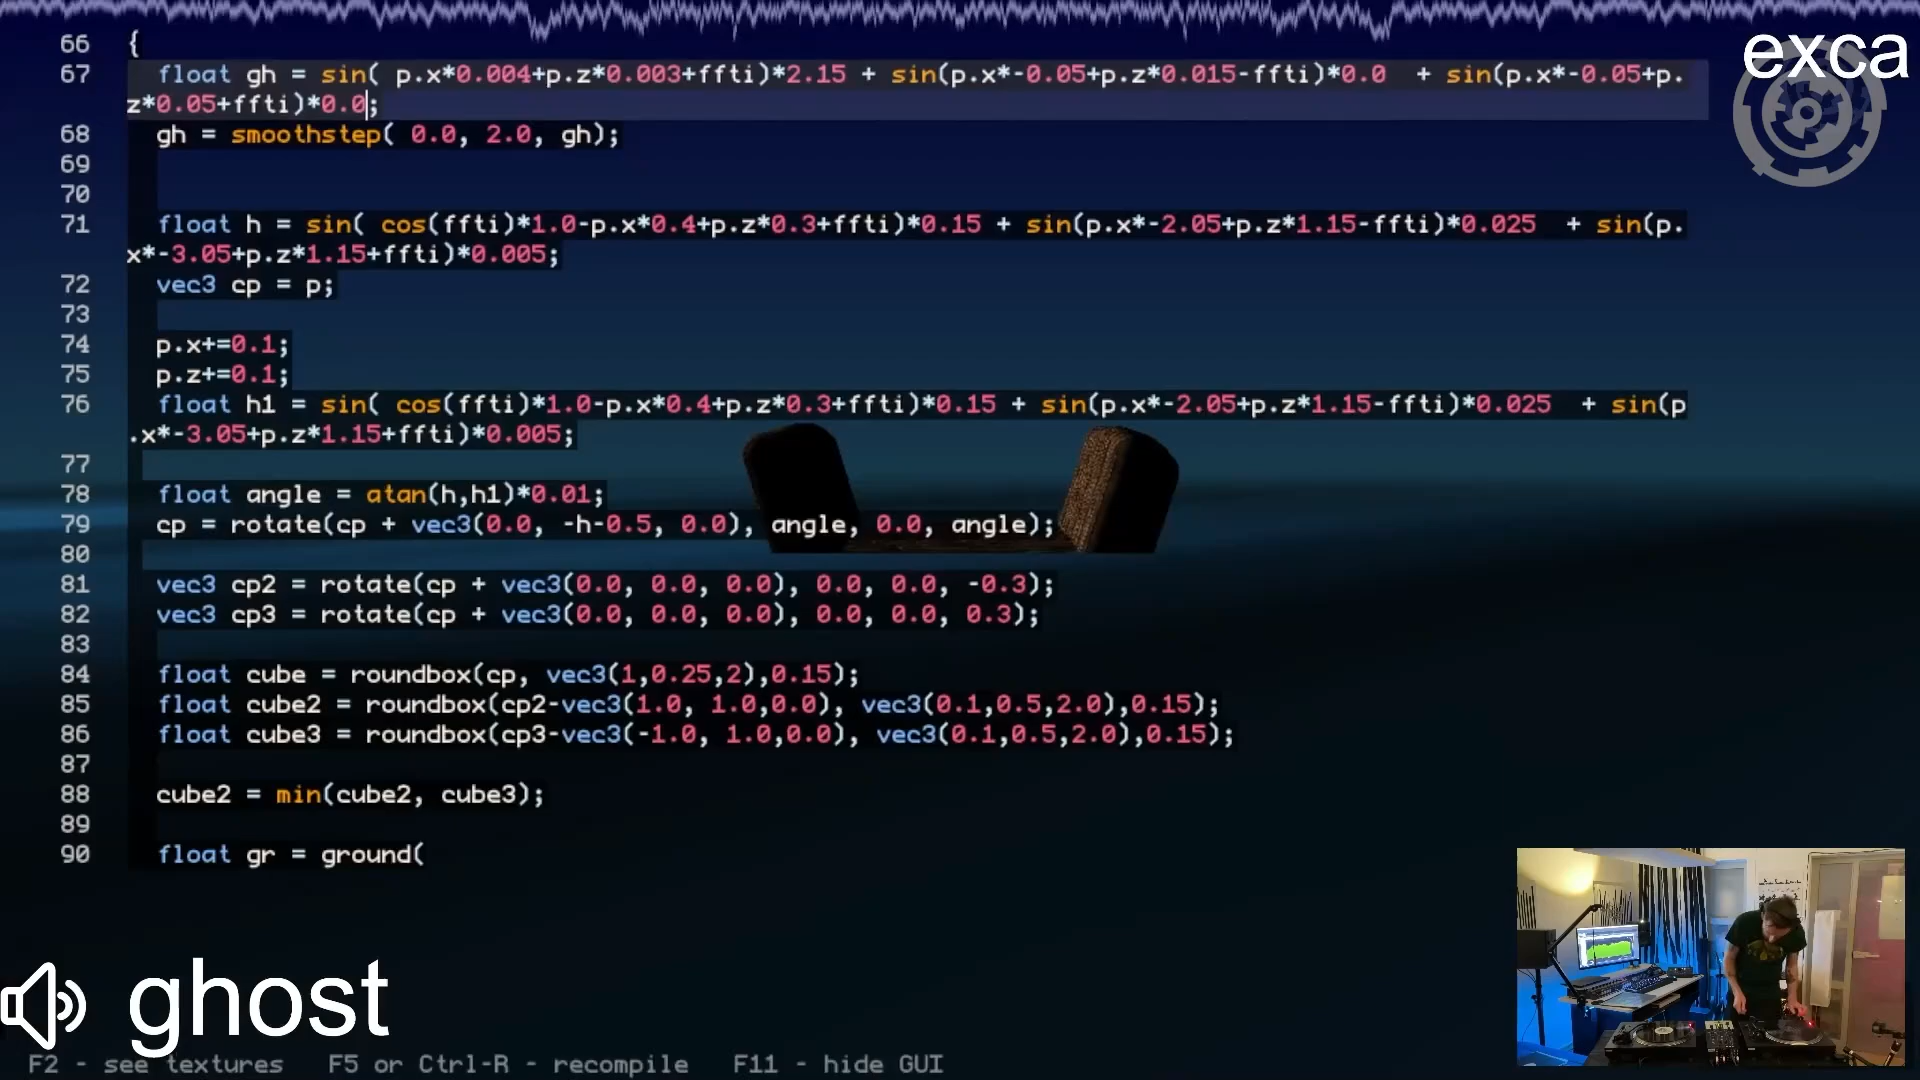 exca
66 {
67 float gh = sin( p.x*0.004+p.z*0.003+ffti)*2.15 + sin(p.x*-0.05+p.z*0.015-ffti)*0.0  + sin(p.x*-0.05+p.
z*0.05+ffti)*0.0;
68 gh = smoothstep( 0.0, 2.0, gh);
69
70
71 float h = sin( cos(ffti)*1.0-p.x*0.4+p.z*0.3+ffti)*0.15 + sin(p.x*-2.05+p.z*1.15-ffti)*0.025  + sin(p.
x*-3.05+p.z*1.15+ffti)*0.005;
72 vec3 cp = p;
73
74 p.x+=0.1;
75 p.z+=0.1;
76 float h1 = sin( cos(ffti)*1.0-p.x*0.4+p.z*0.3+ffti)*0.15 + sin(p.x*-2.05+p.z*1.15-ffti)*0.025  + sin(p
.x*-3.05+p.z*1.15+ffti)*0.005;
77
78 float angle = atan(h,h1)*0.01;
79 cp = rotate(cp + vec3(0.0, -h-0.5, 0.0), angle, 0.0, angle);
80
81 vec3 cp2 = rotate(cp + vec3(0.0, 0.0, 0.0), 0.0, 0.0, -0.3);
82 vec3 cp3 = rotate(cp + vec3(0.0, 0.0, 0.0), 0.0, 0.0, 0.3);
83
84 float cube = roundbox(cp, vec3(1,0.25,2),0.15);
85 float cube2 = roundbox(cp2-vec3(1.0, 1.0,0.0), vec3(0.1,0.5,2.0),0.15);
86 float cube3 = roundbox(cp3-vec3(-1.0, 1.0,0.0), vec3(0.1,0.5,2.0),0.15);
87
88 cube2 = min(cube2, cube3);
89
90 float gr = ground(
ghost
F2 - see textures   F5 or Ctrl-R - recompile   F11 - hide GUI